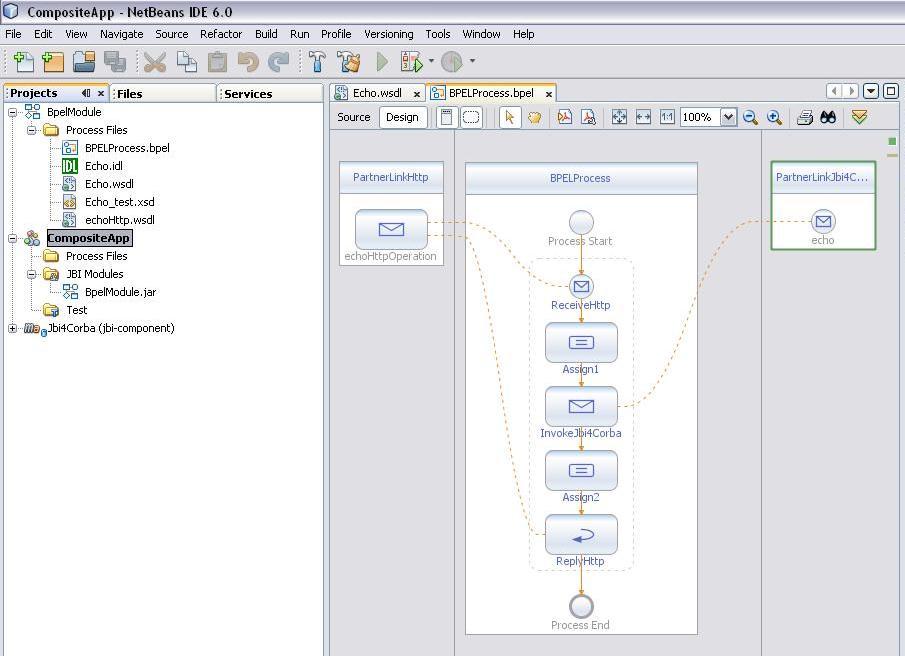 CompositeApp - NetBeans IDE 6.0
File Edit View Navigate Source Refactor Build Run Profile Versioning Tools Window Help
Projects Files Services
BpelModule
Process Files
BPELProcess.bpel
IDL Echo.idl
Echo.wsdl
Echo_test.xsd
echoHttp.wsdl
CompositeApp
Process Files
JBI Modules
BpelModule.jar
Test
Jbi4Corba (jbi-component)
Echo.wsdl BPELProcess.bpel
Source Design 1:1 100%
PartnerLinkHttp
echoHttpOperation
BPELProcess
Process Start
ReceiveHttp
Assign1
InvokeJbi4Corba
Assign2
ReplyHttp
Process End
PartnerLinkJbi4C...
echo